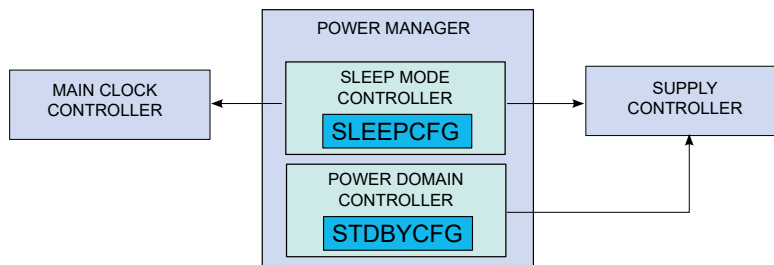 POWER MANAGER
SLEEP MODE
CONTROLLER
SLEEPCFG
MAIN CLOCK
CONTROLLER
SUPPLY
CONTROLLER
POWER DOMAIN
CONTROLLER
STDBYCFG